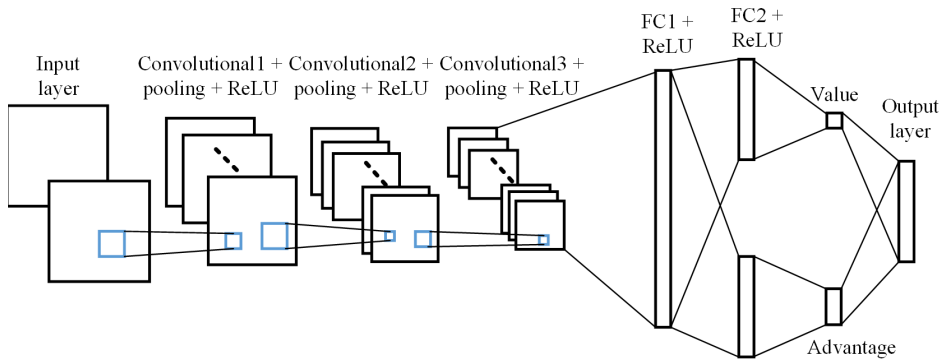 Input
layer
Convolutional1 +
pooling + ReLU
Convolutional2 +
pooling + ReLU
Convolutional3 +
pooling + ReLU
FC1 +
ReLU
FC2 +
ReLU
Value
Output
layer
Advantage